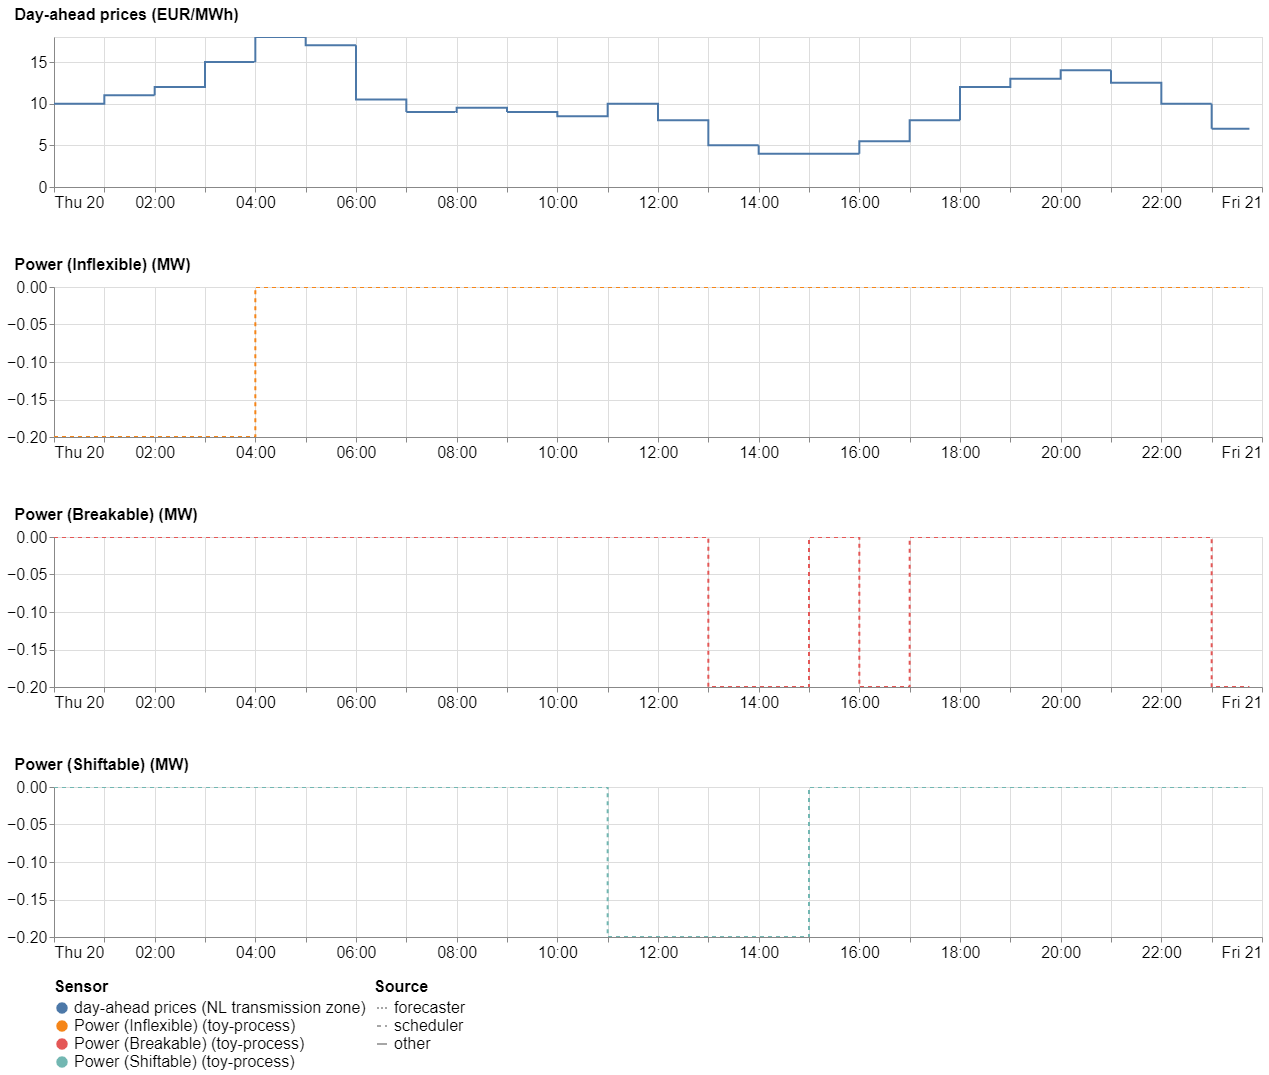 Day-ahead prices (EUR/MWh)
15
10
5
0
Thu 20 02:00 04:00 06:00 08:00 10:00 12:00 14:00 16:00 18:00 20:00 22:00 Fri 21
Power (Inflexible) (MW)
0.00
−0.05
−0.10
−0.15
−0.20
Thu 20 02:00 04:00 06:00 08:00 10:00 12:00 14:00 16:00 18:00 20:00 22:00 Fri 21
Power (Breakable) (MW)
0.00
−0.05
−0.10
−0.15
−0.20
Thu 20 02:00 04:00 06:00 08:00 10:00 12:00 14:00 16:00 18:00 20:00 22:00 Fri 21
Power (Shiftable) (MW)
0.00
−0.05
−0.10
−0.15
−0.20
Thu 20 02:00 04:00 06:00 08:00 10:00 12:00 14:00 16:00 18:00 20:00 22:00 Fri 21
Sensor
day-ahead prices (NL transmission zone)
Power (Inflexible) (toy-process)
Power (Breakable) (toy-process)
Power (Shiftable) (toy-process)
Source
forecaster
scheduler
other